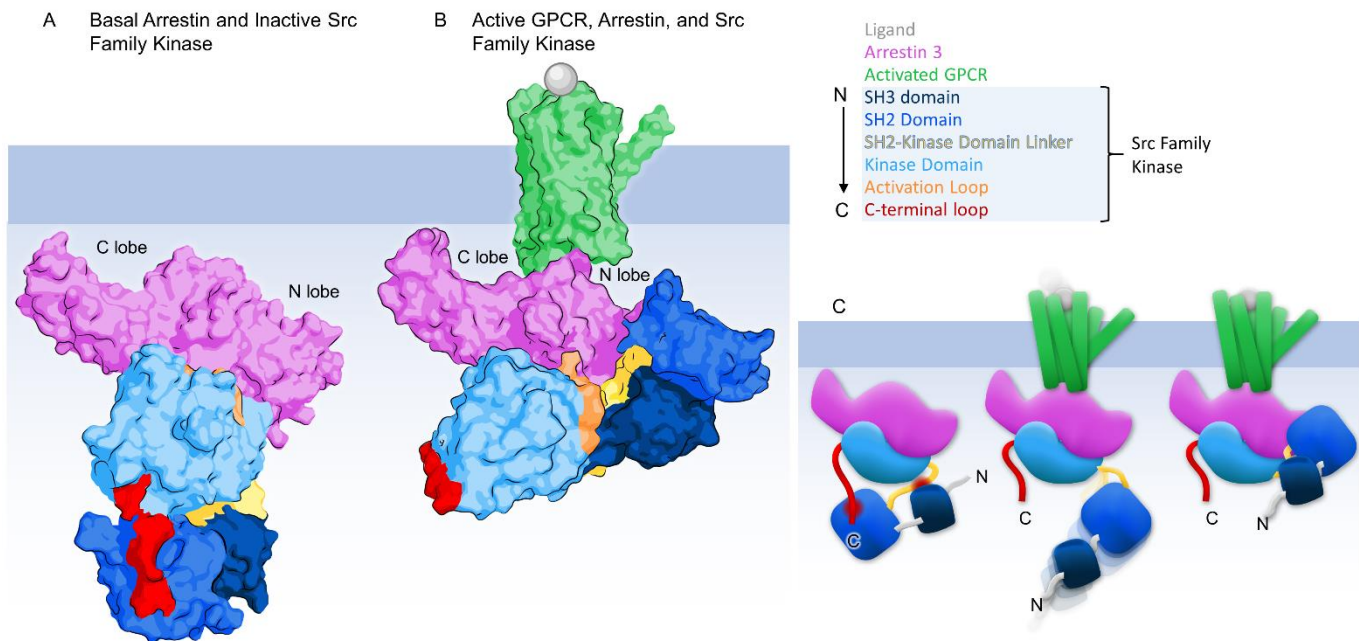 A Basal Arrestin and Inactive Src
Family Kinase
B Active GPCR, Arrestin, and Src
Family Kinase
C lobe
N lobe
C lobe
N lobe
Ligand
Arrestin 3
Activated GPCR
N
SH3 domain
SH2 Domain
SH2-Kinase Domain Linker
Kinase Domain
Activation Loop
C
C-terminal loop
Src Family
Kinase
C
N
C
C
N
C
N